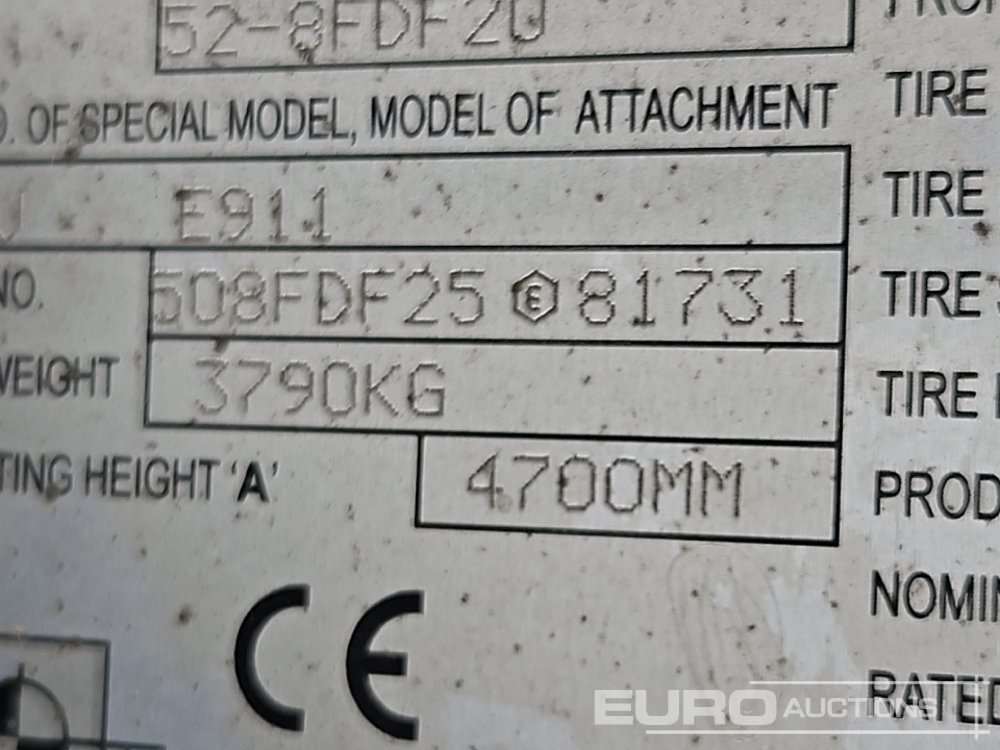 52-8FDF20
. OF SPECIAL MODEL, MODEL OF ATTACHMENT
E911
NO.
508FDF25 E 81731
WEIGHT
3790KG
TING HEIGHT 'A'
4700MM
CE
TIRE
TIRE
TIRE
TIRE
PROD
NOMIN
RATED
EURO AUCTIONS